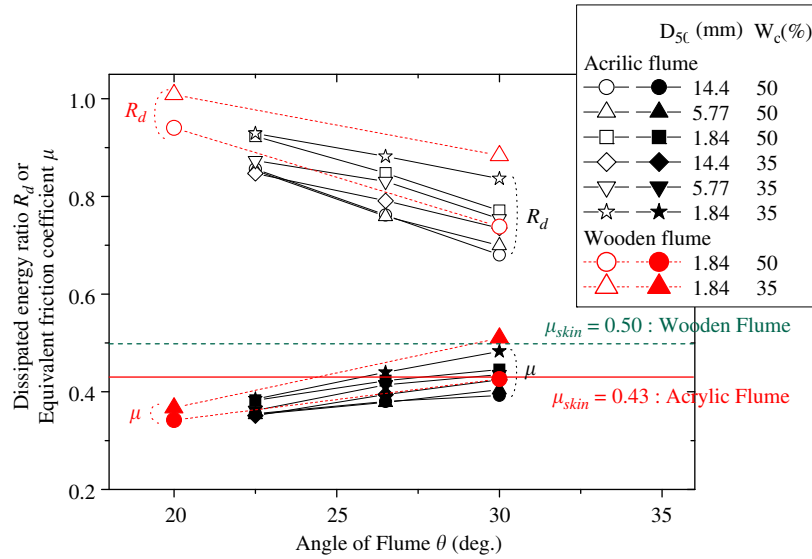 D50 (mm) Wc(%)
Acrilic flume
14.4 50
5.77 50
1.84 50
14.4 35
5.77 35
1.84 35
Wooden flume
1.84 50
1.84 35
1.0
0.8
0.6
0.4
0.2
Rd
Rd
μskin = 0.50 : Wooden Flume
μ
μskin = 0.43 : Acrylic Flume
μ
20 25 30 35
Angle of Flume θ (deg.)
Dissipated energy ratio Rd or
Equivalent friction coefficient μ